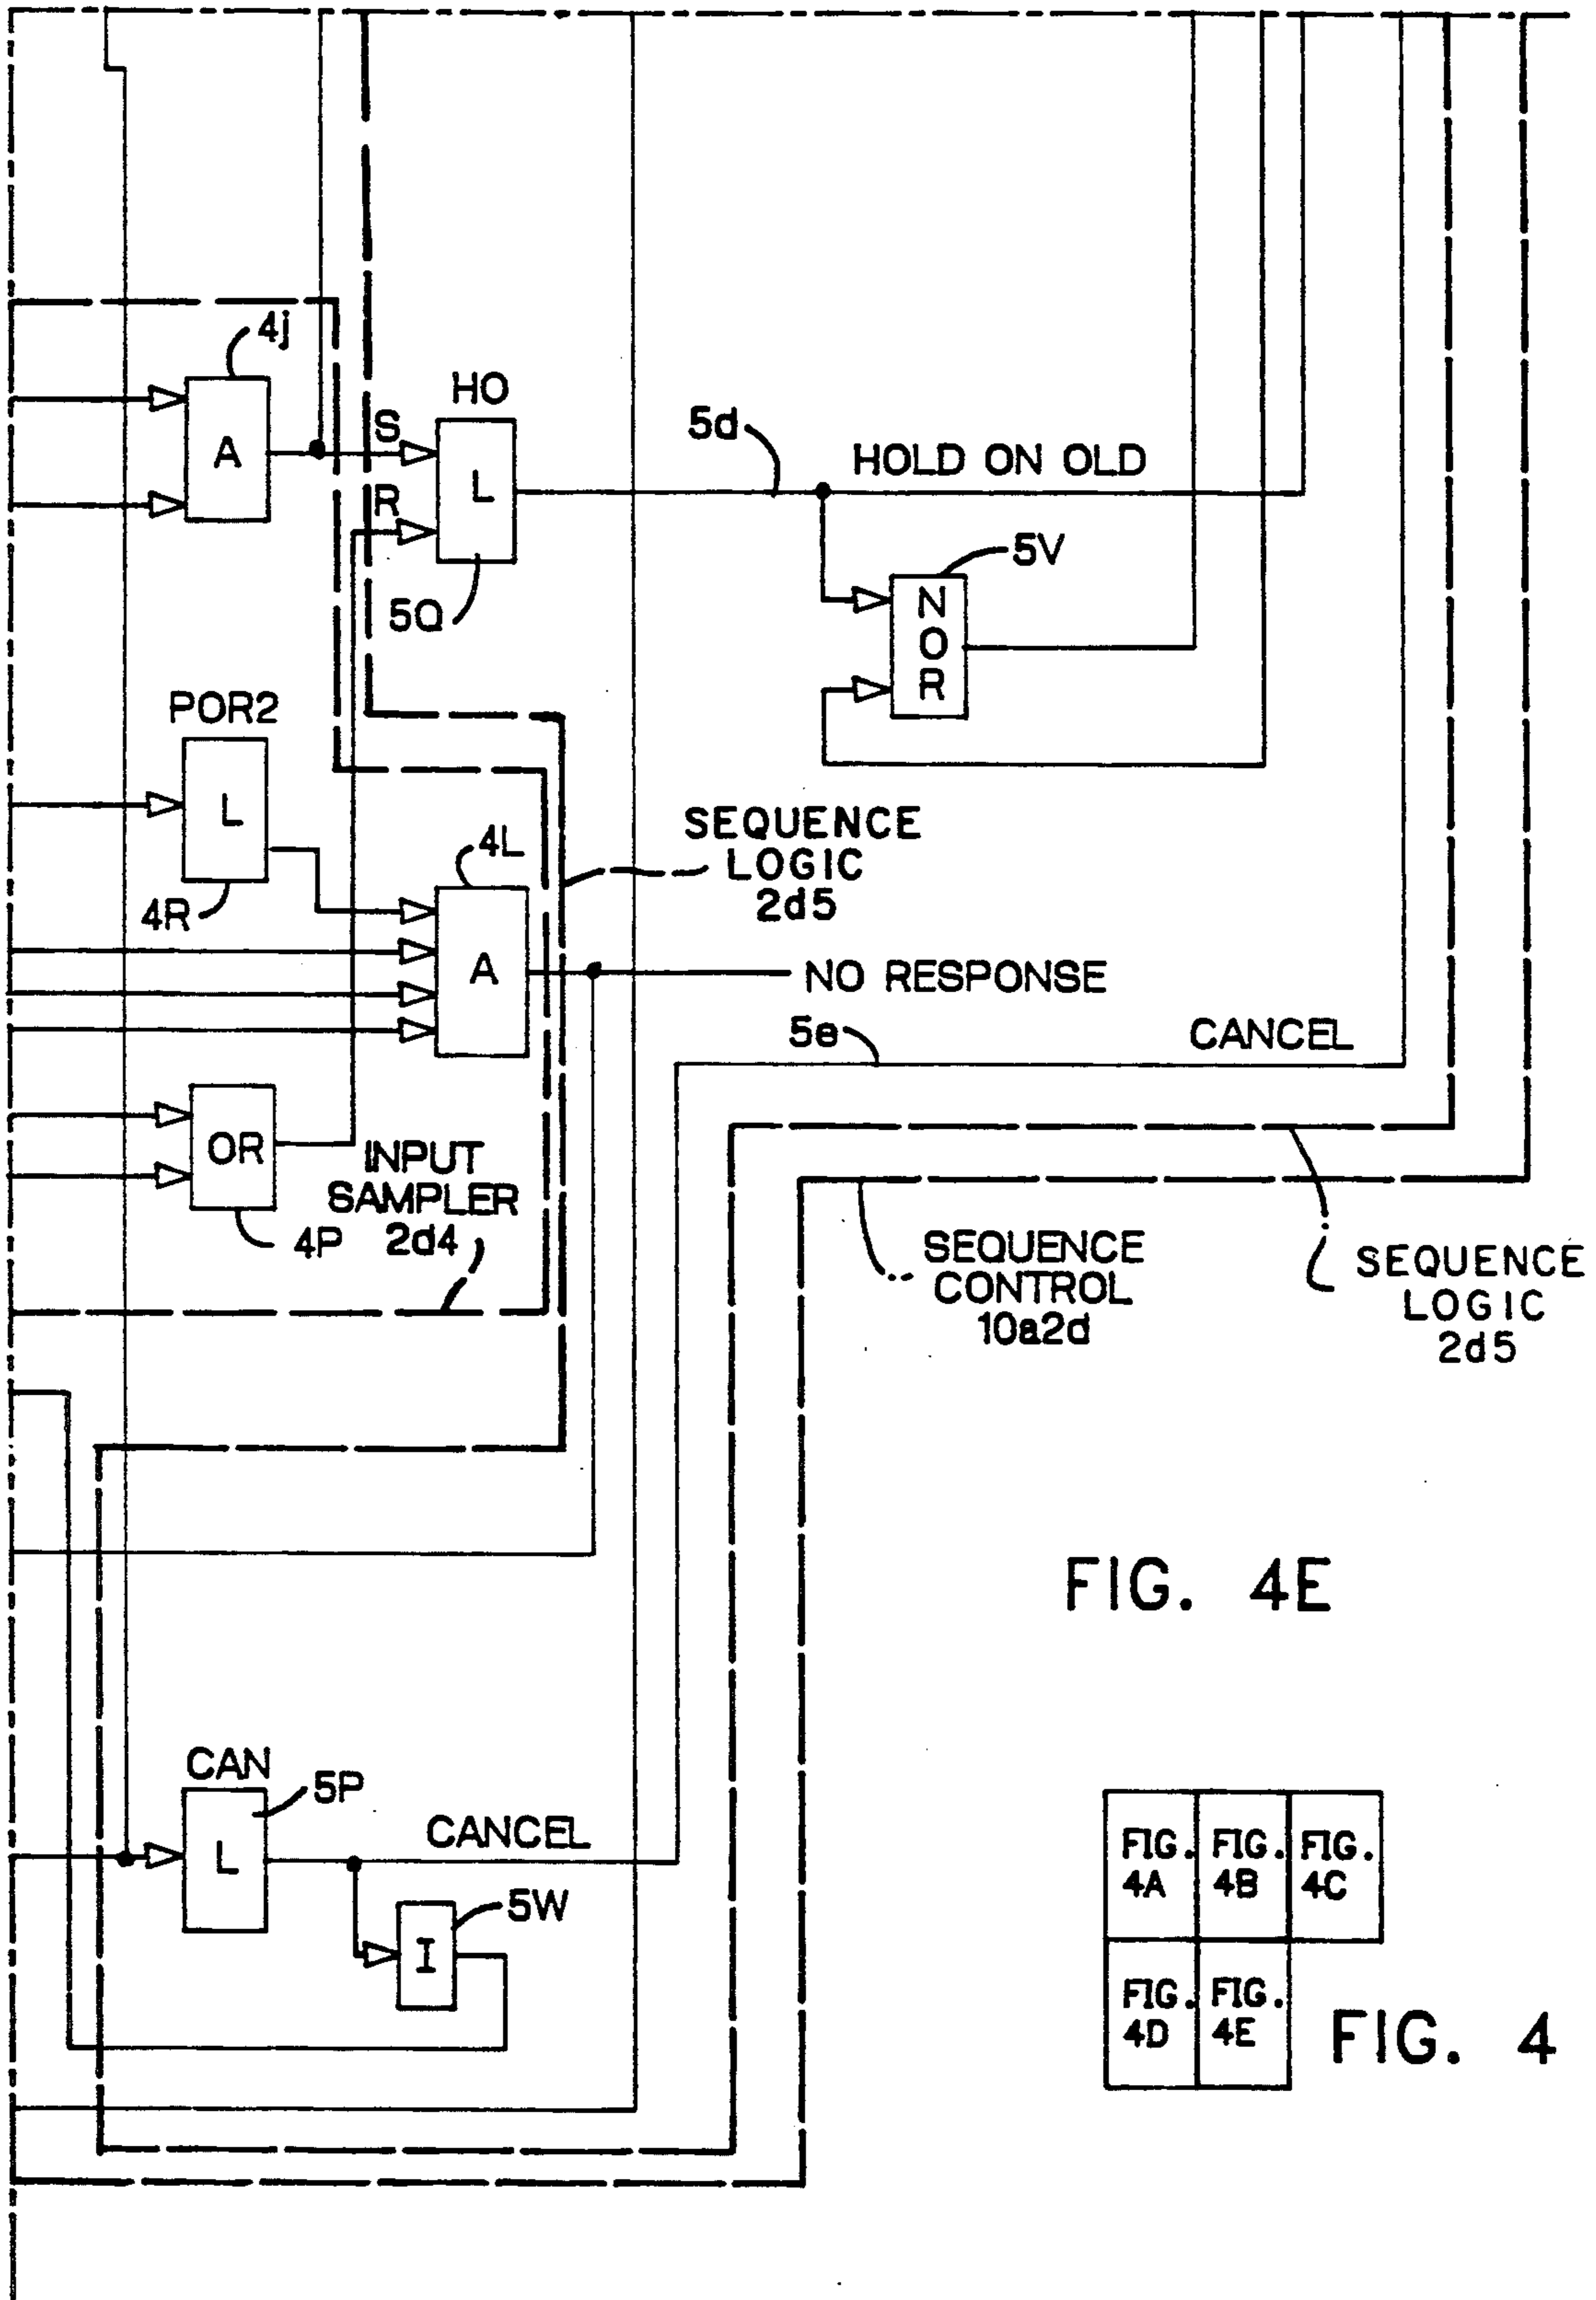 4j
A
HO
S
R
L
5Q
5d
HOLD ON OLD
5V
N
O
R
POR2
L
4R
4L
A
SEQUENCE
LOGIC
2d5
NO RESPONSE
5e
CANCEL
OR
4P
INPUT
SAMPLER
2d4
SEQUENCE
CONTROL
10a2d
SEQUENCE
LOGIC
2d5
FIG. 4E
CAN
5P
L
CANCEL
5W
I
FIG.
4A
FIG.
4B
FIG.
4C
FIG.
4D
FIG.
4E
FIG. 4